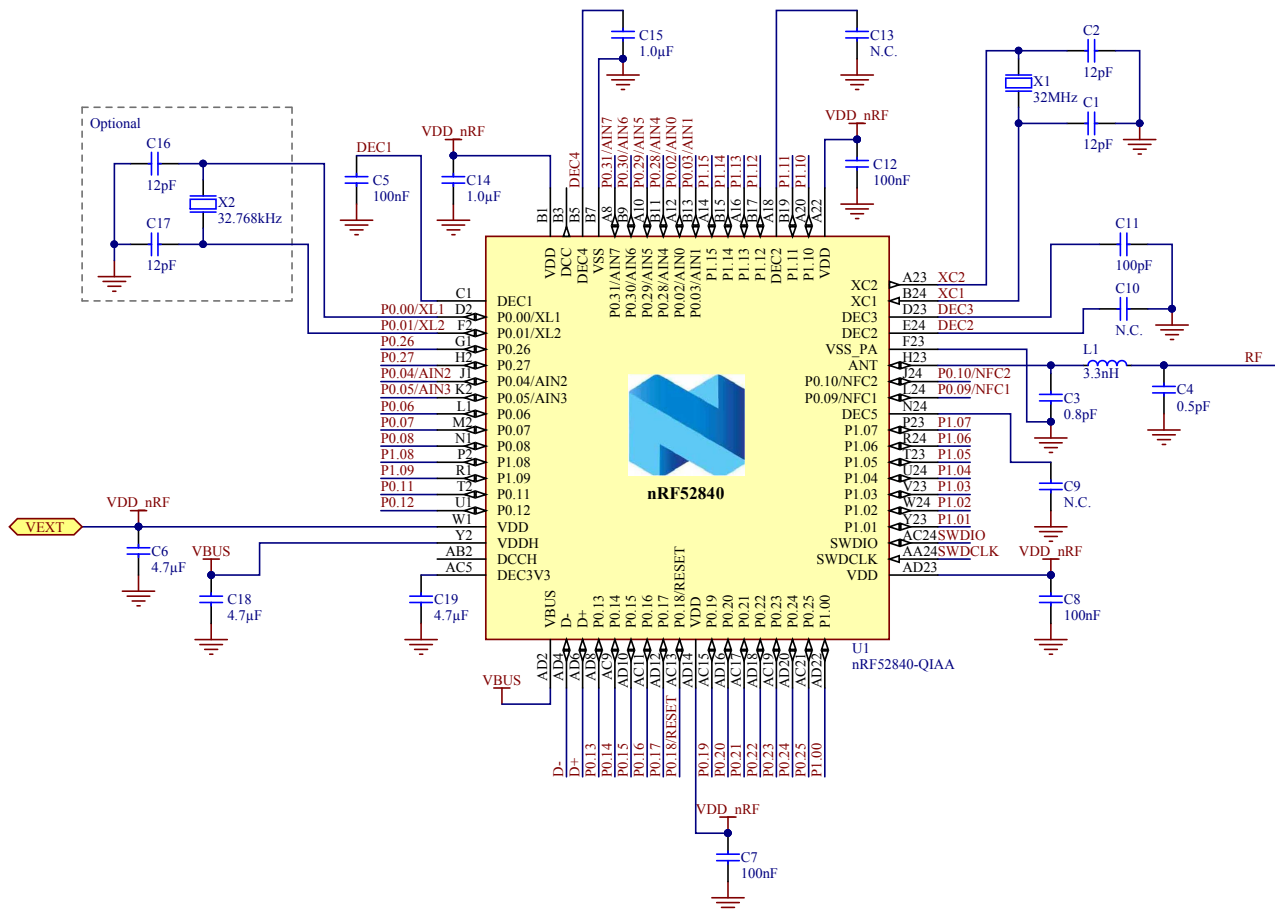 C15
1.0µF
C13
N.C.
C2
12pF
X1
32MHz
C1
12pF
Optional
C16
12pF
X2
32.768kHz
C17
12pF
DEC1
C5
100nF
VDD_nRF
C14
1.0µF
DEC4
P0.31/AIN7
P0.30/AIN6
P0.29/AIN5
P0.28/AIN4
P0.02/AIN0
P0.03/AIN1
P1.15
P1.14
P1.13
P1.12
P1.11
P1.10
VDD_nRF
C12
100nF
B1
B3
B5
B7
A8
B9
A10
B11
A12
B13
A14
B15
A16
B17
A18
B19
A20
A22
VDD
DCC
DEC4
VSS
P0.31/AIN7
P0.30/AIN6
P0.29/AIN5
P0.28/AIN4
P0.02/AIN0
P0.03/AIN1
P1.15
P1.14
P1.13
P1.12
DEC2
P1.11
P1.10
VDD
C1 DEC1
P0.00/XL1 D2 P0.00/XL1
P0.01/XL2 F2 P0.01/XL2
P0.26 G1 P0.26
P0.27 H2 P0.27
P0.04/AIN2 J1 P0.04/AIN2
P0.05/AIN3 K2 P0.05/AIN3
P0.06 L1 P0.06
P0.07 M2 P0.07
P0.08 N1 P0.08
P1.08 P2 P1.08
P1.09 R1 P1.09
P0.11 T2 P0.11
P0.12 U1 P0.12
W1 VDD
Y2 VDDH
AB2 DCCH
AC5 DEC3V3
XC2 A23 XC2
XC1 B24 XC1
DEC3 D23 DEC3
DEC2 E24 DEC2
VSS_PA F23
ANT H23
P0.10/NFC2 J24 P0.10/NFC2
P0.09/NFC1 L24 P0.09/NFC1
DEC5 N24
P1.07 P23 P1.07
P1.06 R24 P1.06
P1.05 T23 P1.05
P1.04 U24 P1.04
P1.03 V23 P1.03
P1.02 W24 P1.02
P1.01 Y23 P1.01
SWDIO AC24 SWDIO
SWDCLK AA24 SWDCLK
VDD AD23
C11
100pF
C10
N.C.
L1
3.3nH
RF
C3
0.8pF
C4
0.5pF
C9
N.C.
VDD_nRF
C8
100nF
nRF52840
VEXT
VDD_nRF
C6
4.7µF
VBUS
C18
4.7µF
C19
4.7µF
VBUS
D-
D+
P0.13
P0.14
P0.15
P0.16
P0.17
P0.18/RESET
VDD
P0.19
P0.20
P0.21
P0.22
P0.23
P0.24
P0.25
P1.00
U1
nRF52840-QIAA
AD2
AD4
AD6
AD8
AC9
AD10
AC11
AD12
AC13
AD14
AC15
AD16
AC17
AD18
AC19
AD20
AC21
AD22
VBUS
D-
D+
P0.13
P0.14
P0.15
P0.16
P0.17
P0.18/RESET
P0.19
P0.20
P0.21
P0.22
P0.23
P0.24
P0.25
P1.00
VDD_nRF
C7
100nF